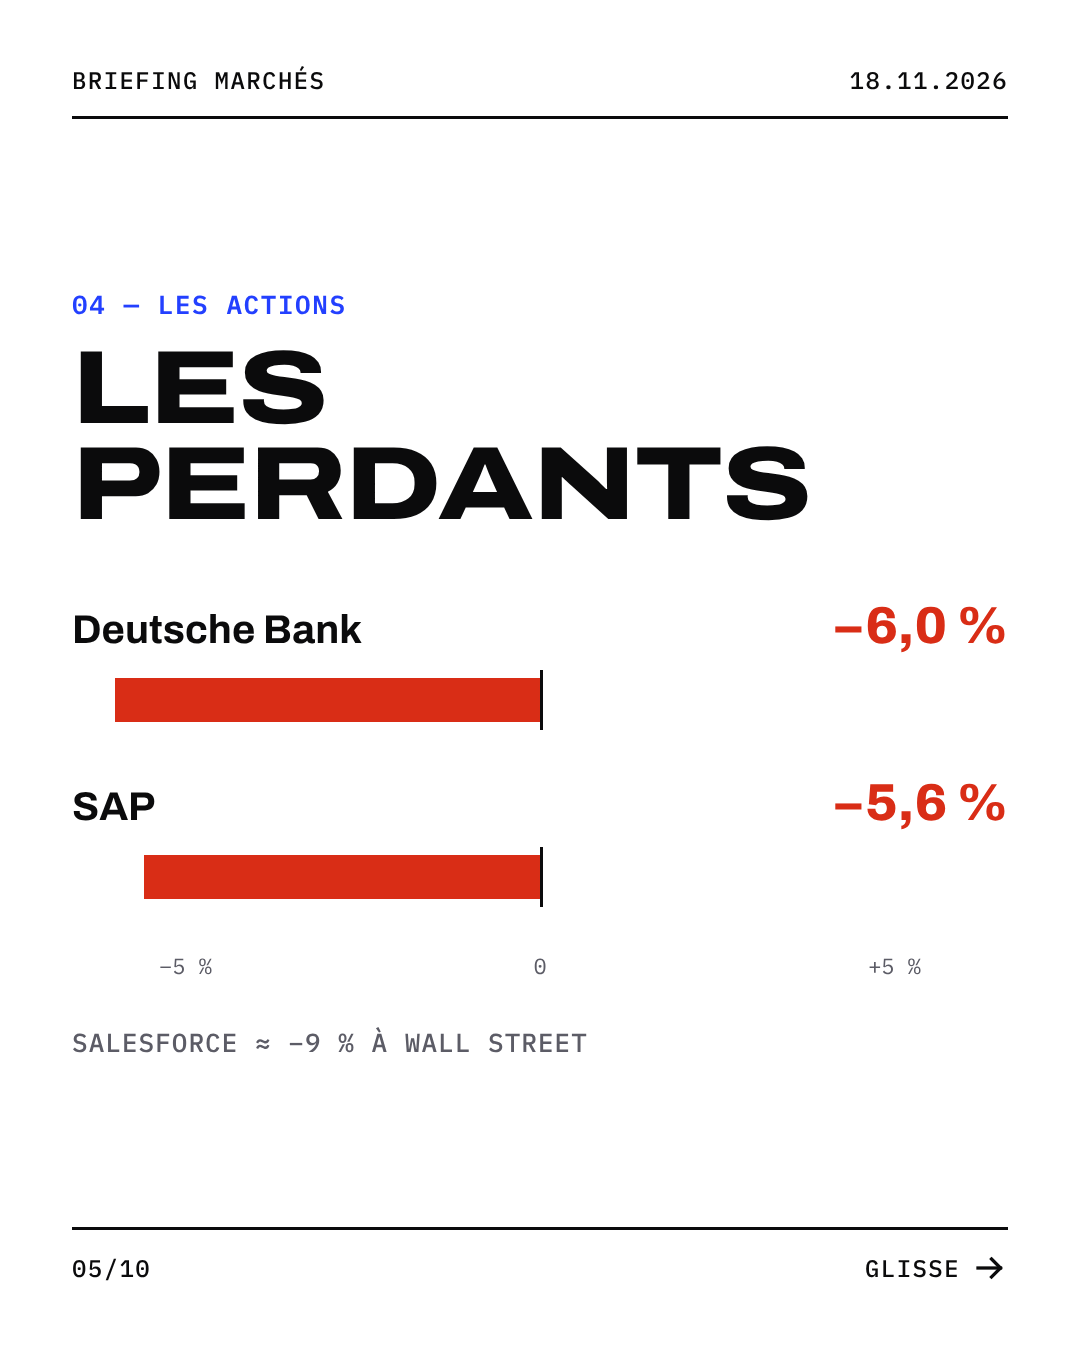 BRIEFING MARCHÉS
18.11.2026
04 — LES ACTIONS
LES
PERDANTS
Deutsche Bank
−6,0 %
SAP
−5,6 %
−5 %
0
+5 %
SALESFORCE ≈ −9 % À WALL STREET
05/10
GLISSE →